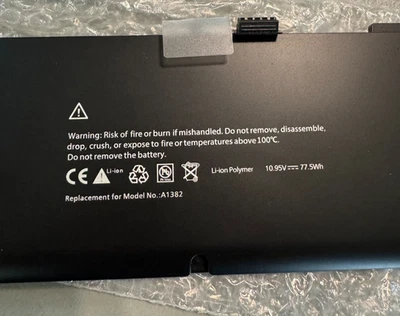 Warning: Risk of fire or burn if mishandled. Do not remove, disassemble,
drop, crush, or expose to fire or temperatures above 100℃.
Do not remove the battery.
CE Li-ion Li-ion Polymer 10.95V⎓77.5Wh
Replacement for Model No.:A1382